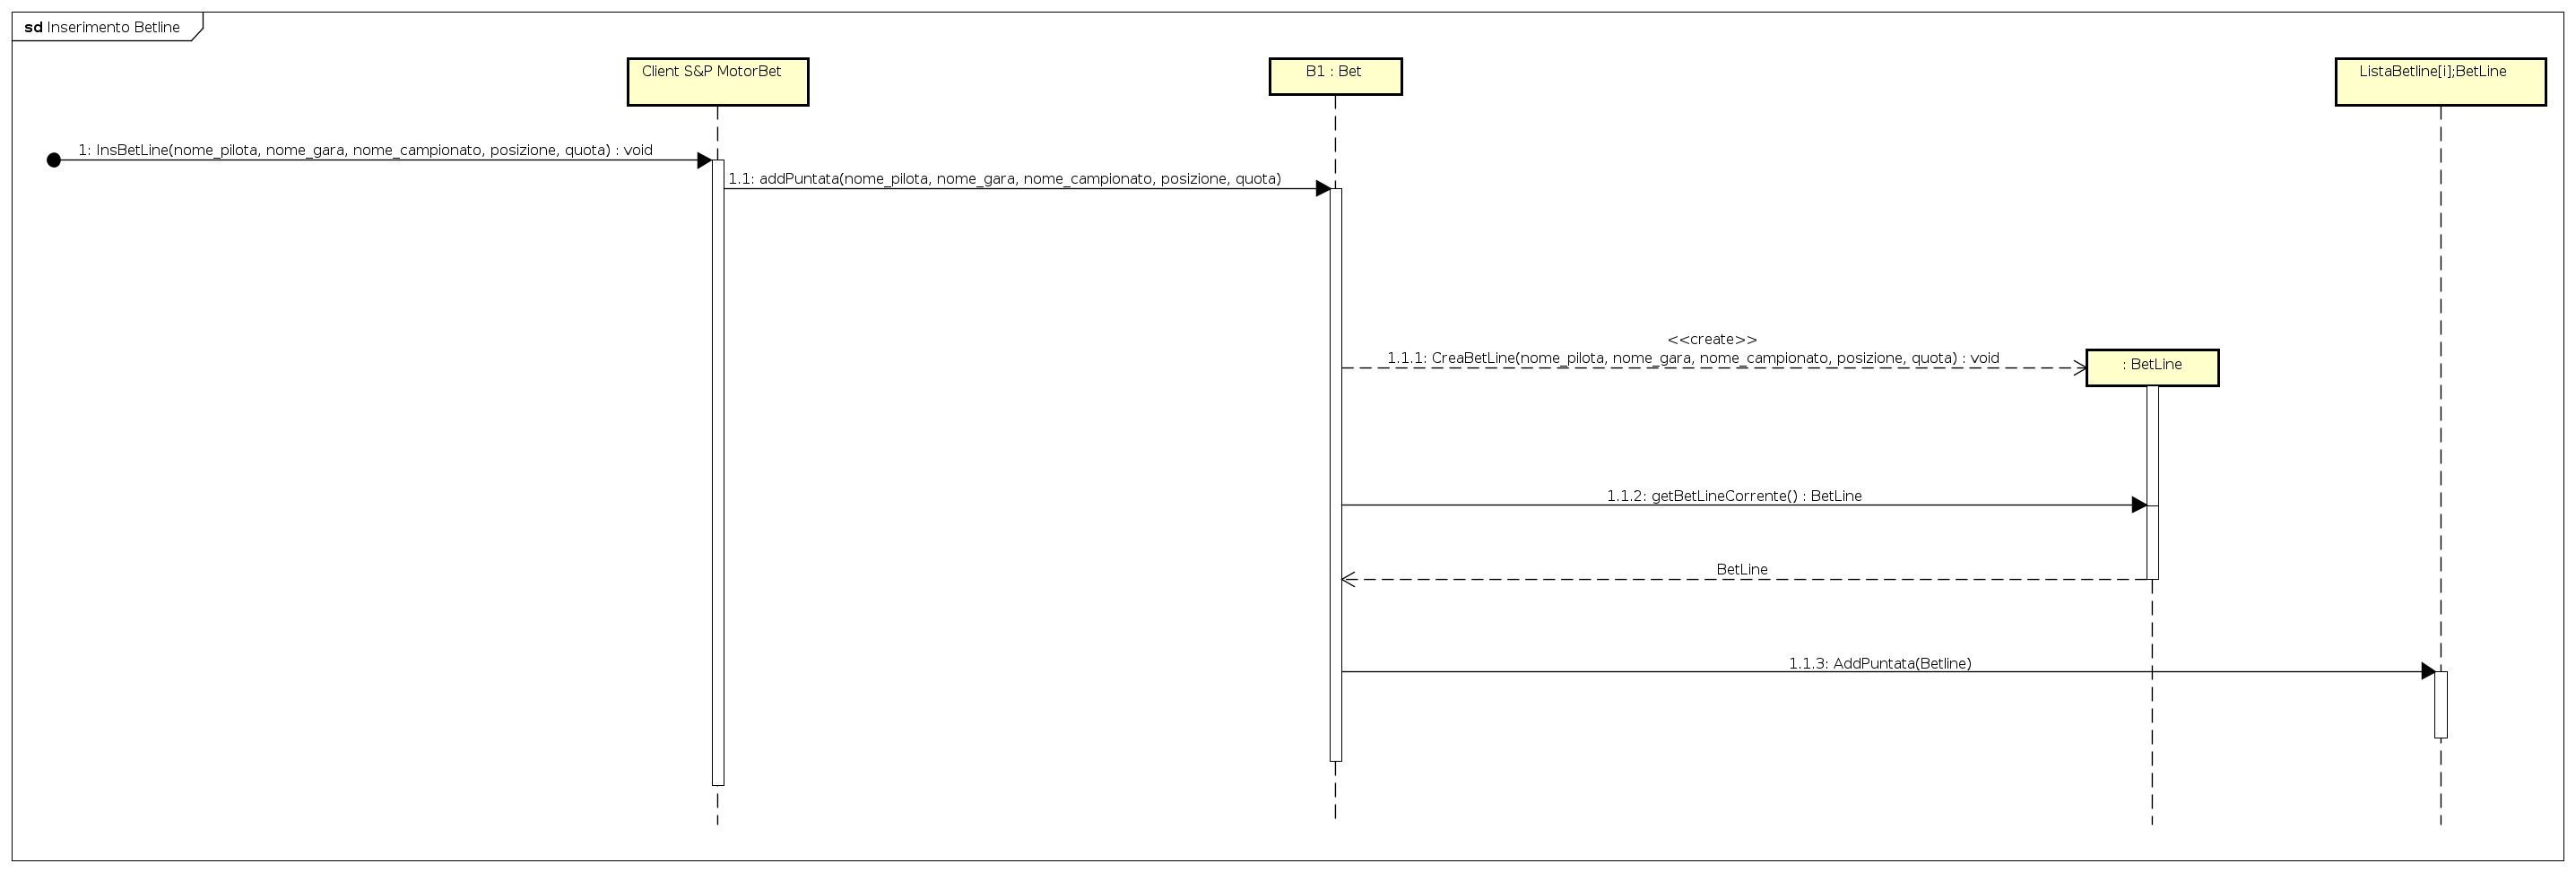 sd Inserimento Betline
Client S&P MotorBet
B1 : Bet
ListaBetline[i];BetLine
1: InsBetLine(nome_pilota, nome_gara, nome_campionato, posizione, quota) : void
1.1: addPuntata(nome_pilota, nome_gara, nome_campionato, posizione, quota)
<<create>>
1.1.1: CreaBetLine(nome_pilota, nome_gara, nome_campionato, posizione, quota) : void
: BetLine
1.1.2: getBetLineCorrente() : BetLine
BetLine
1.1.3: AddPuntata(Betline)